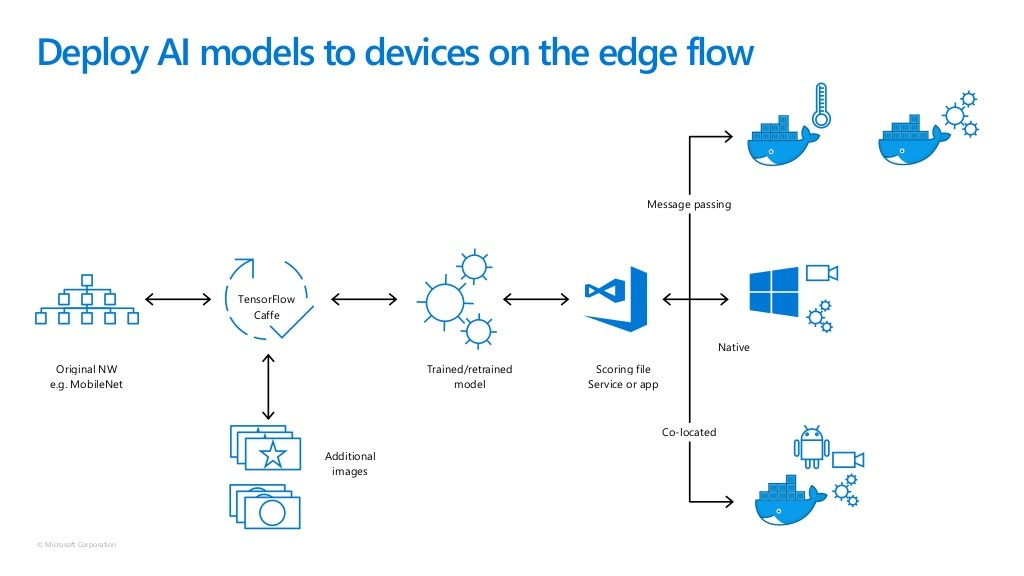 Deploy AI models to devices on the edge flow
Message passing
TensorFlow
Caffe
Native
Original NW
e.g. MobileNet
Trained/retrained
model
Scoring file
Service or app
Co-located
Additional
images
© Microsoft Corporation